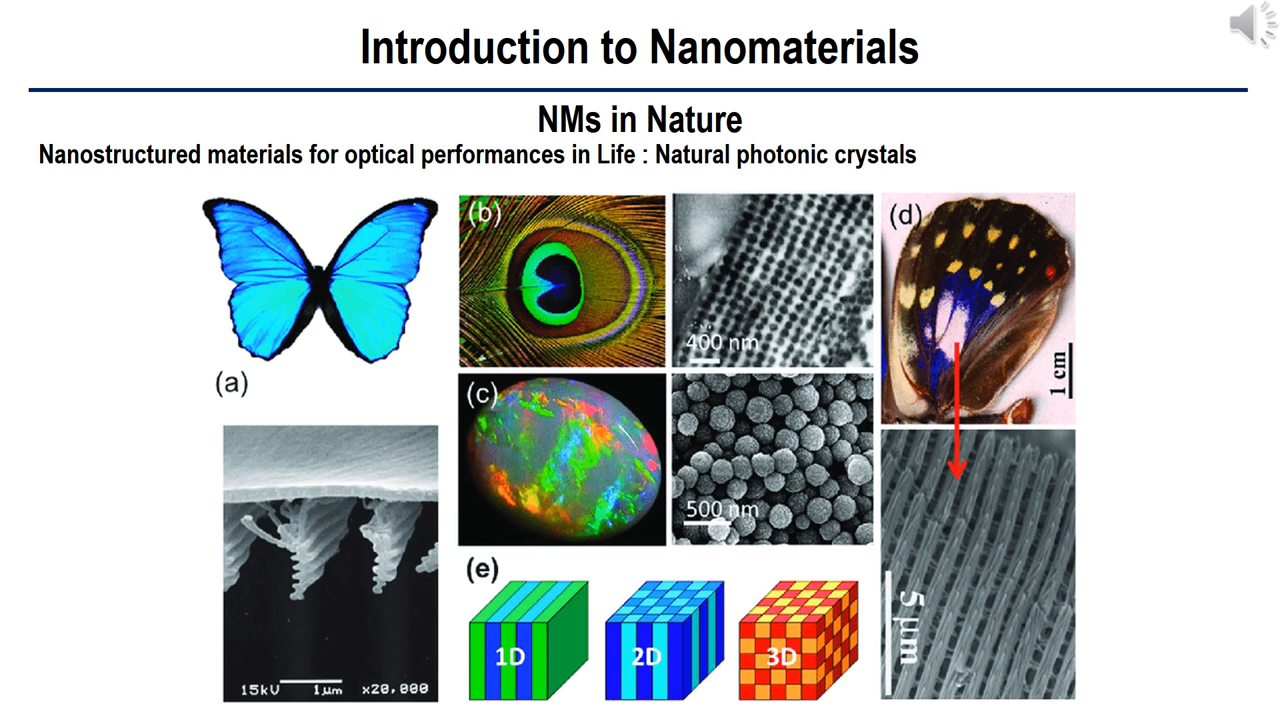 Introduction to Nanomaterials
NMs in Nature
Nanostructured materials for optical performances in Life : Natural photonic crystals
(a)
15kV 1µm x20,000
(b)
400 nm
(c)
500 nm
(d)
1 cm
5 µm
(e)
1D
2D
3D